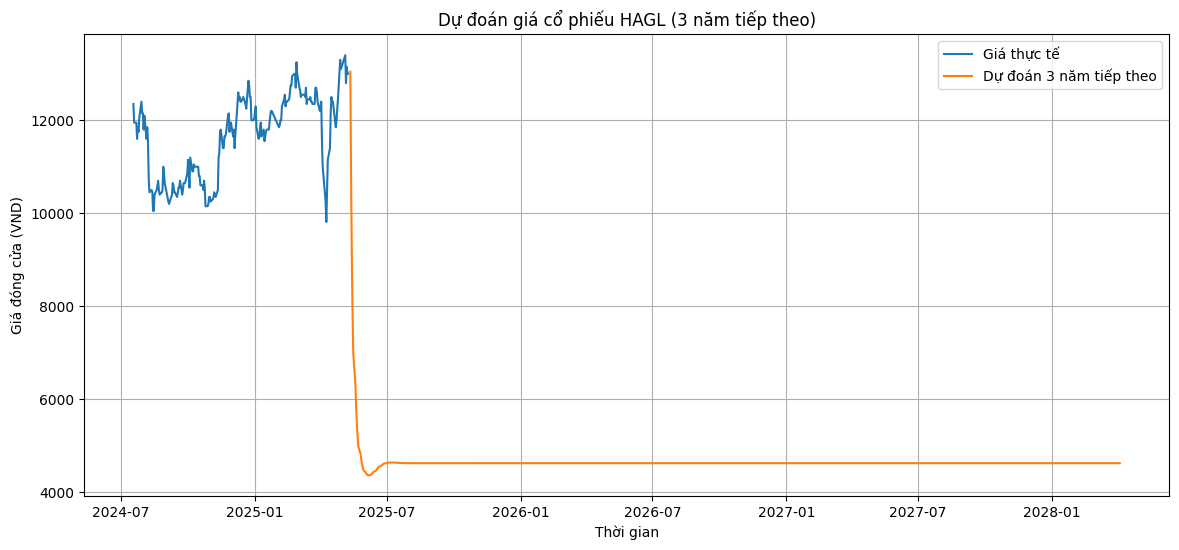 Dự đoán giá cổ phiếu HAGL (3 năm tiếp theo)
Giá thực tế
Dự đoán 3 năm tiếp theo
Giá đóng cửa (VND)
12000
10000
8000
6000
4000
2024-07
2025-01
2025-07
2026-01
2026-07
2027-01
2027-07
2028-01
Thời gian